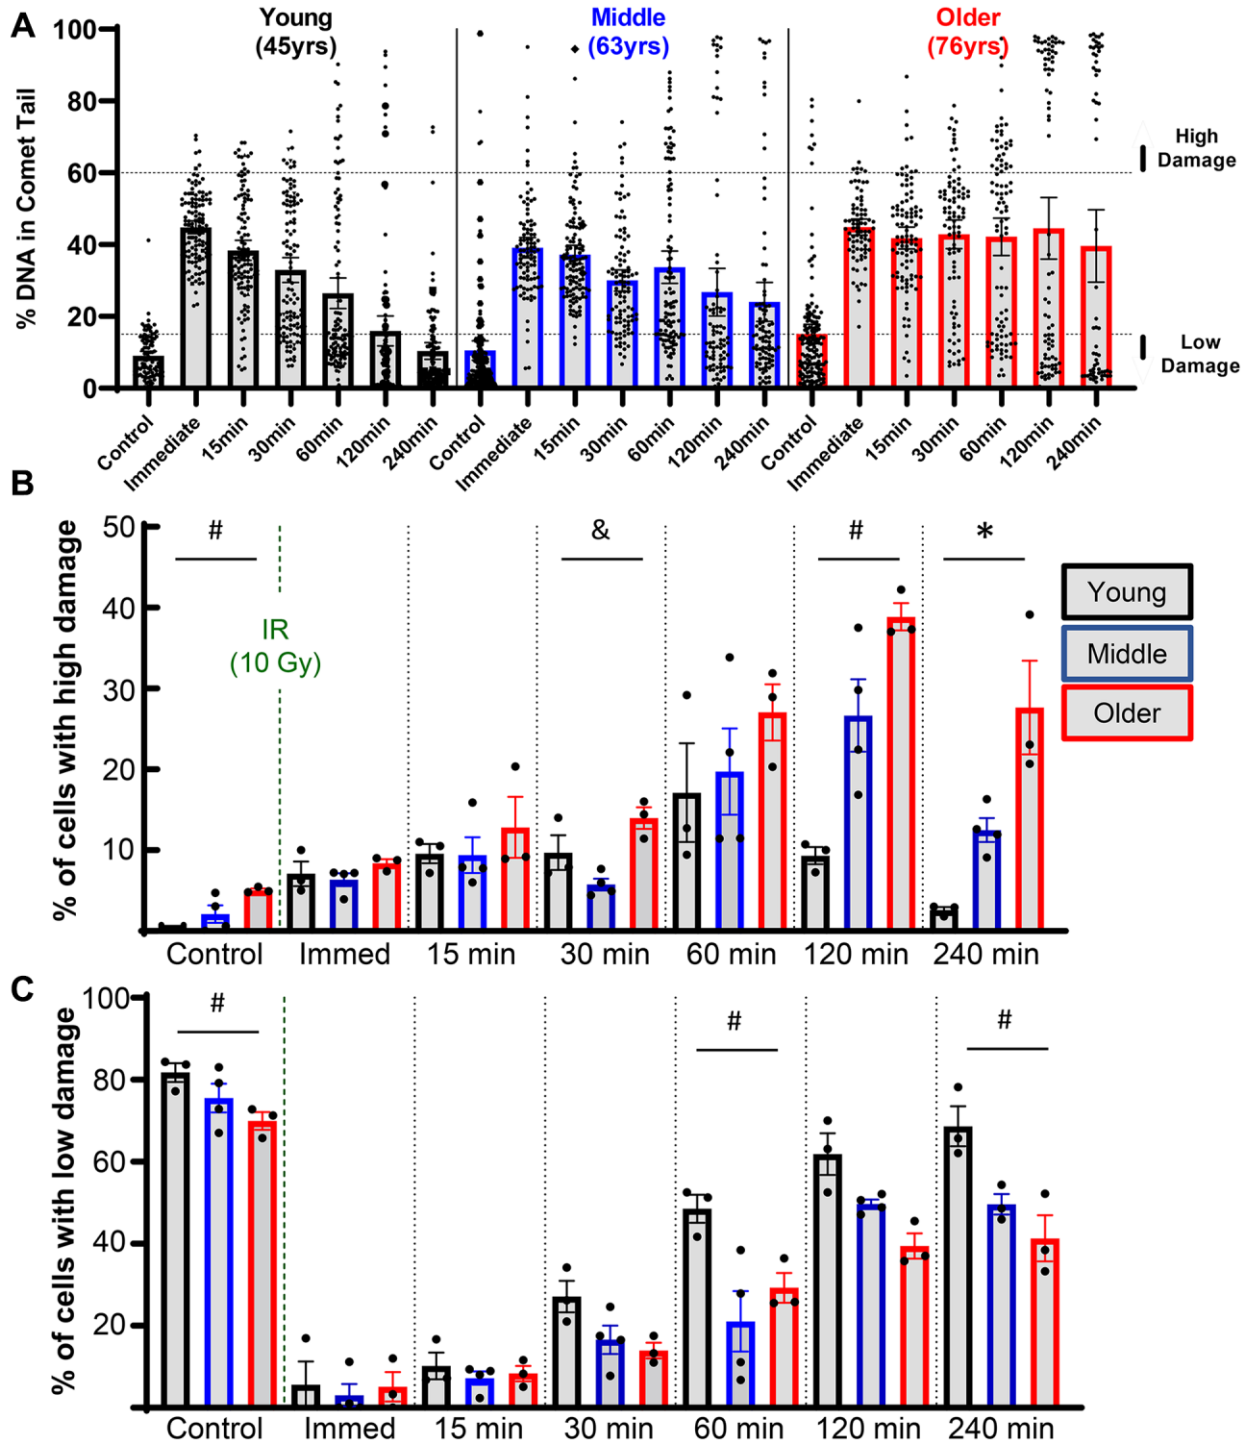 A
Young
(45yrs)
Middle
(63yrs)
Older
(76yrs)
% DNA in Comet Tail
100
80
60
40
20
0
High
Damage
Low
Damage
Control
Immediate
15min
30min
60min
120min
240min
Control
Immediate
15min
30min
60min
120min
240min
Control
Immediate
15min
30min
60min
120min
240min
B
% of cells with high damage
50
40
30
20
10
#
&
#
*
IR
(10 Gy)
Young
Middle
Older
Control
Immed
15 min
30 min
60 min
120 min
240 min
C
% of cells with low damage
100
80
60
40
20
#
#
#
Control
Immed
15 min
30 min
60 min
120 min
240 min